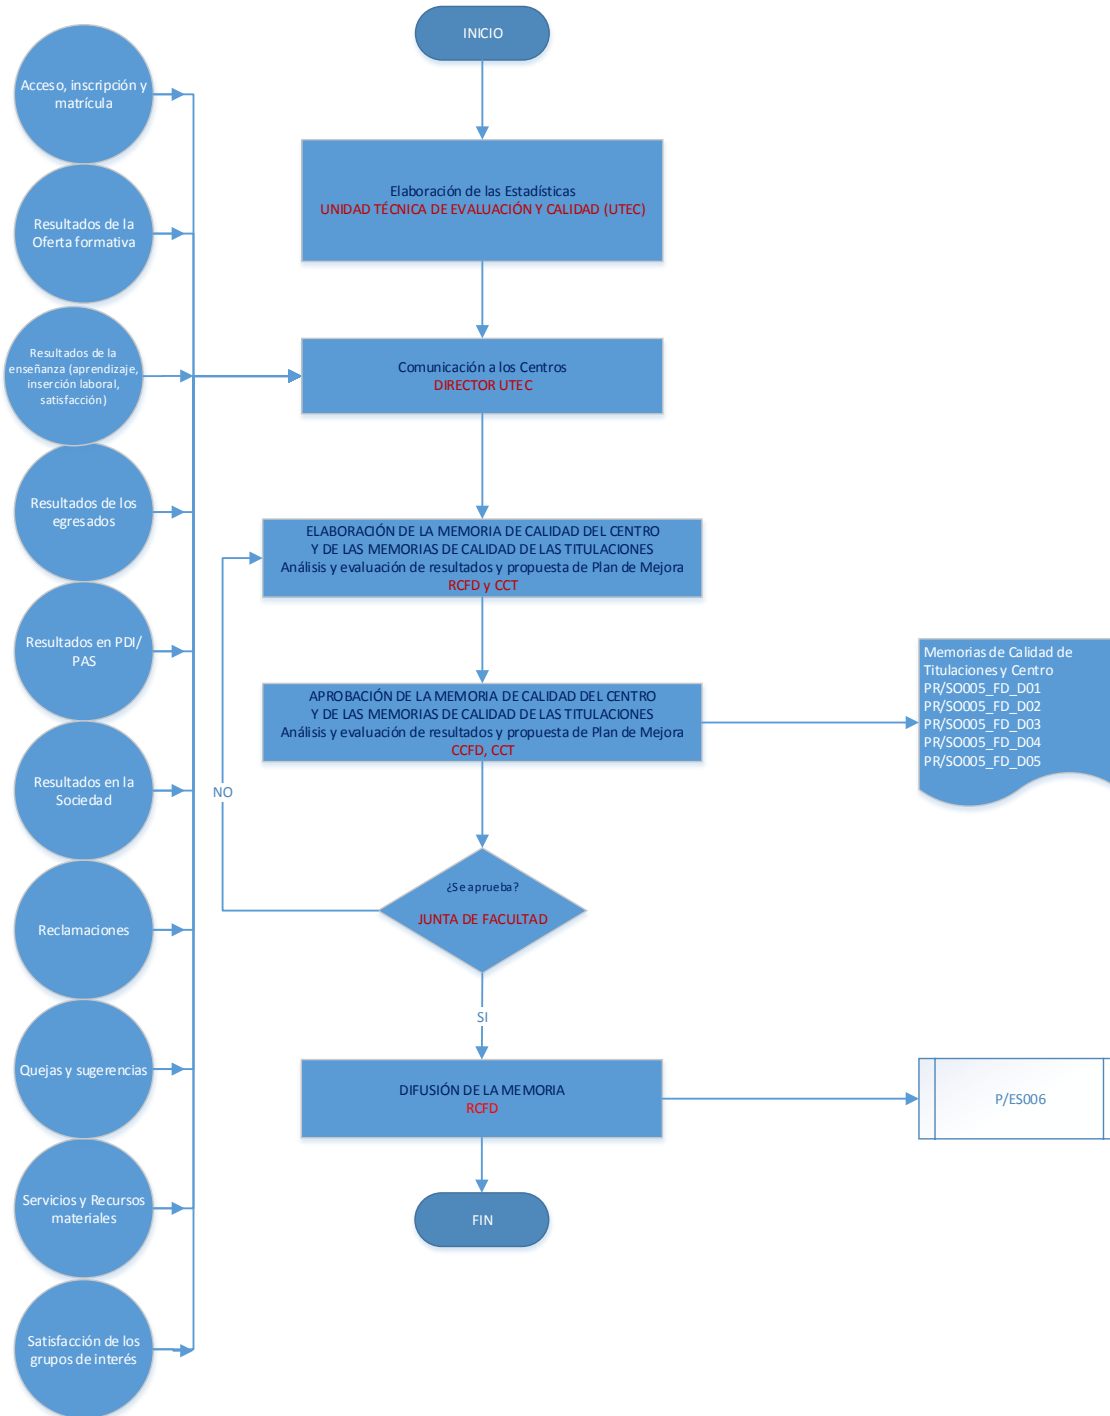 INICIO
Acceso, inscripción y
matrícula
Elaboración de las Estadísticas
UNIDAD TÉCNICA DE EVALUACIÓN Y CALIDAD (UTEC)
Resultados de la
Oferta formativa
Resultados de la
enseñanza (aprendizaje,
inserción laboral,
satisfacción)
Comunicación a los Centros
DIRECTOR UTEC
Resultados de los
egresados
ELABORACIÓN DE LA MEMORIA DE CALIDAD DEL CENTRO
Y DE LAS MEMORIAS DE CALIDAD DE LAS TITULACIONES
Análisis y evaluación de resultados y propuesta de Plan de Mejora
RCFD y CCT
Resultados en PDI/
PAS
APROBACIÓN DE LA MEMORIA DE CALIDAD DEL CENTRO
Y DE LAS MEMORIAS DE CALIDAD DE LAS TITULACIONES
Análisis y evaluación de resultados y propuesta de Plan de Mejora
CCFD, CCT
Memorias de Calidad de
Titulaciones y Centro
PR/SO005_FD_D01
PR/SO005_FD_D02
PR/SO005_FD_D03
PR/SO005_FD_D04
PR/SO005_FD_D05
Resultados en la
Sociedad
NO
¿Se aprueba?
JUNTA DE FACULTAD
Reclamaciones
SI
Quejas y sugerencias
DIFUSIÓN DE LA MEMORIA
RCFD
P/ES006
Servicios y Recursos
materiales
FIN
Satisfacción de los
grupos de interés